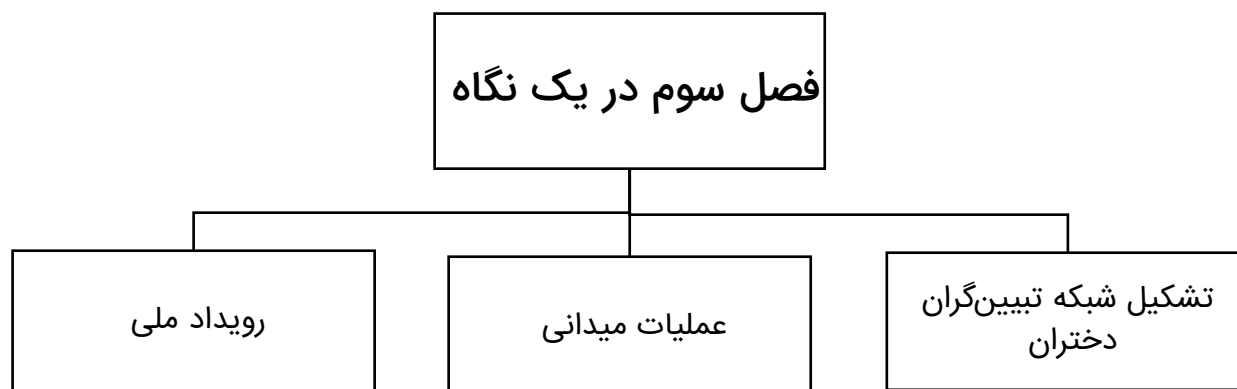 فصل سوم در یک نگاه
تشکیل شبکه تبیین‌گران
دختران
عملیات میدانی
رویداد ملی